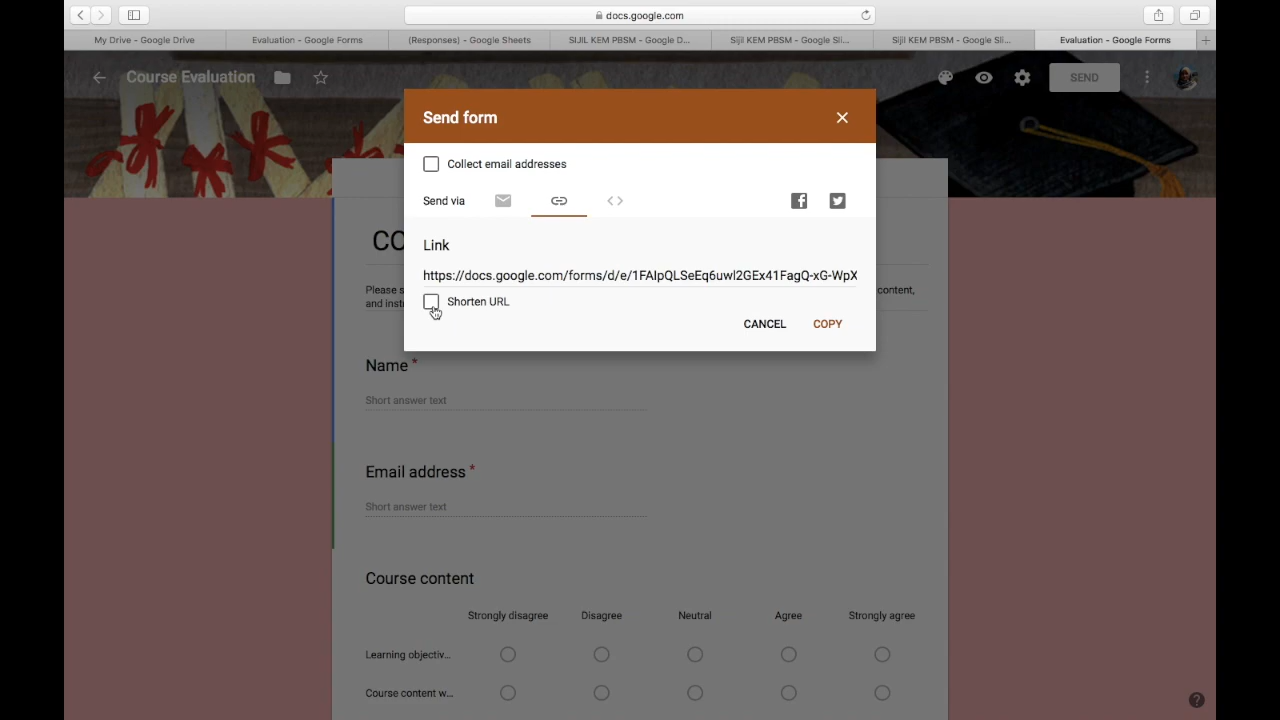 docs.google.com
My Drive - Google Drive
Evaluation - Google Forms
(Responses) - Google Sheets
SIJIL KEM PBSM - Google D...
Sijil KEM PBSM - Google Sli...
Sijil KEM PBSM - Google Sli...
Evaluation - Google Forms
Course Evaluation
SEND
Send form
Collect email addresses
Send via
Link
https://docs.google.com/forms/d/e/1FAIpQLSeEq6uwl2GEx41FagQ-xG-WpX
Shorten URL
CANCEL
COPY
CO
Please s
content,
and inst
Name *
Short answer text
Email address *
Short answer text
Course content
Strongly disagree
Disagree
Neutral
Agree
Strongly agree
Learning objectiv...
Course content w...